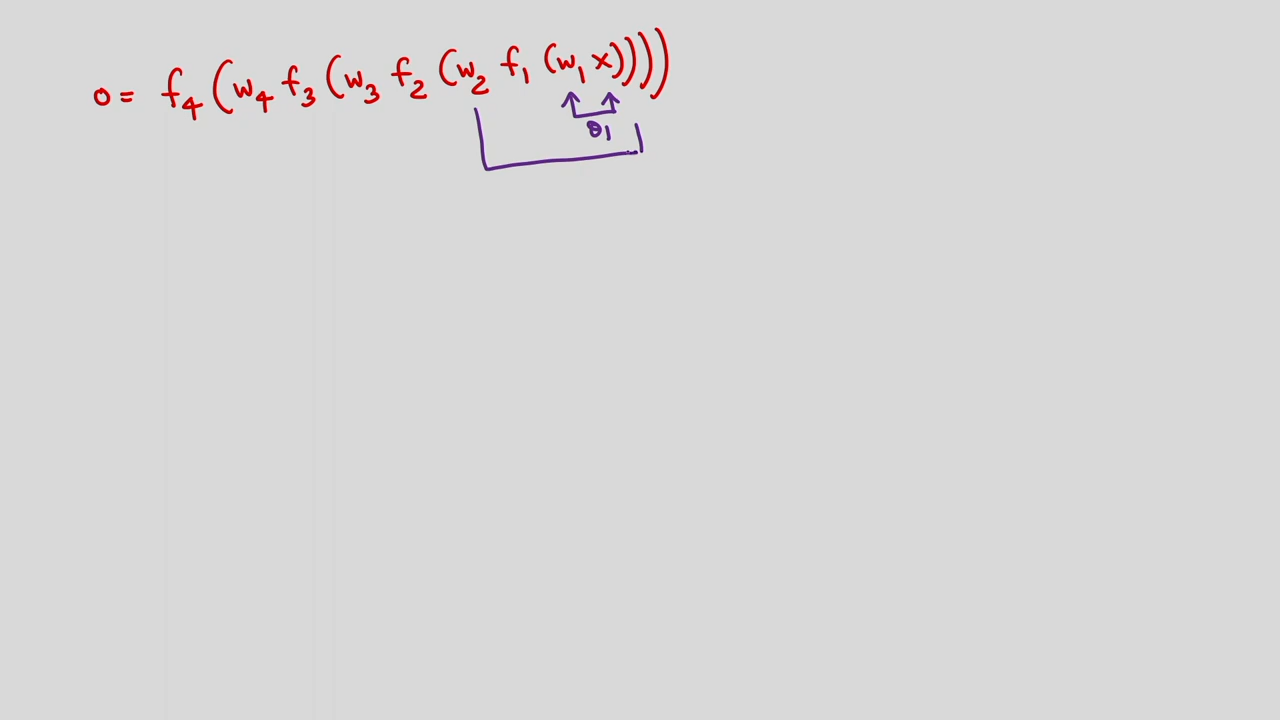 o = f₄ (w₄ f₃ (w₃ f₂ (w₂ f₁ (w₁ x))))
θ₁